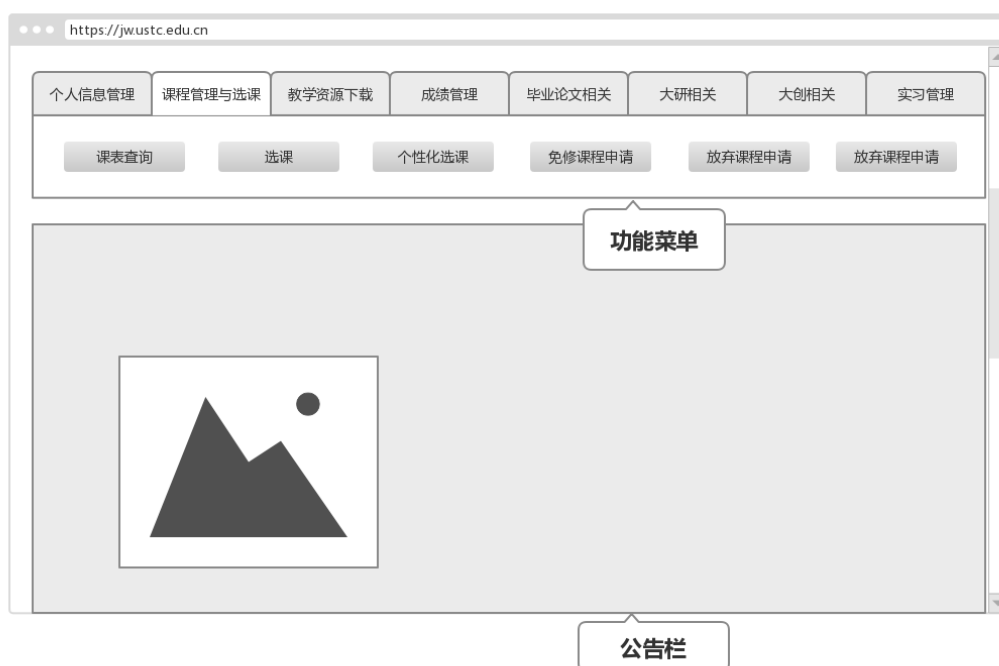 https://jw.ustc.edu.cn
个人信息管理 课程管理与选课 教学资源下载 成绩管理 毕业论文相关 大研相关 大创相关 实习管理
课表查询 选课 个性化选课 免修课程申请 放弃课程申请 放弃课程申请
功能菜单
公告栏